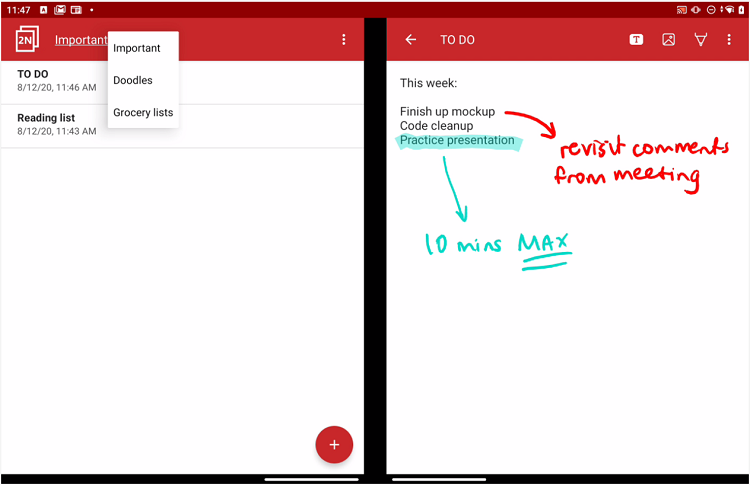 11:47
2N
Important
Important
Doodles
Grocery lists
TO DO
8/12/20, 11:46 AM
Reading list
8/12/20, 11:43 AM
+
TO DO
T
This week:
Finish up mockup
Code cleanup
Practice presentation
revisit comments
from meeting
10 mins MAX